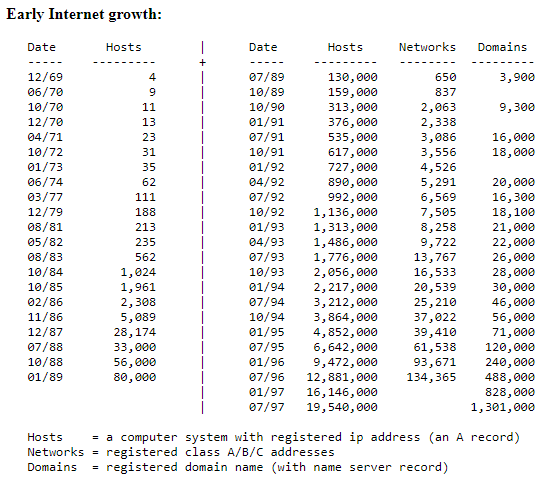 Early Internet growth:
Date Hosts | Date Hosts Networks Domains
----- --------- + ----- --------- -------- ---------
12/69 4 | 07/89 130,000 650 3,900
06/70 9 | 10/89 159,000 837
10/70 11 | 10/90 313,000 2,063 9,300
12/70 13 | 01/91 376,000 2,338
04/71 23 | 07/91 535,000 3,086 16,000
10/72 31 | 10/91 617,000 3,556 18,000
01/73 35 | 01/92 727,000 4,526
06/74 62 | 04/92 890,000 5,291 20,000
03/77 111 | 07/92 992,000 6,569 16,300
12/79 188 | 10/92 1,136,000 7,505 18,100
08/81 213 | 01/93 1,313,000 8,258 21,000
05/82 235 | 04/93 1,486,000 9,722 22,000
08/83 562 | 07/93 1,776,000 13,767 26,000
10/84 1,024 | 10/93 2,056,000 16,533 28,000
10/85 1,961 | 01/94 2,217,000 20,539 30,000
02/86 2,308 | 07/94 3,212,000 25,210 46,000
11/86 5,089 | 10/94 3,864,000 37,022 56,000
12/87 28,174 | 01/95 4,852,000 39,410 71,000
07/88 33,000 | 07/95 6,642,000 61,538 120,000
10/88 56,000 | 01/96 9,472,000 93,671 240,000
01/89 80,000 | 07/96 12,881,000 134,365 488,000
| 01/97 16,146,000 828,000
| 07/97 19,540,000 1,301,000
Hosts = a computer system with registered ip address (an A record)
Networks = registered class A/B/C addresses
Domains = registered domain name (with name server record)